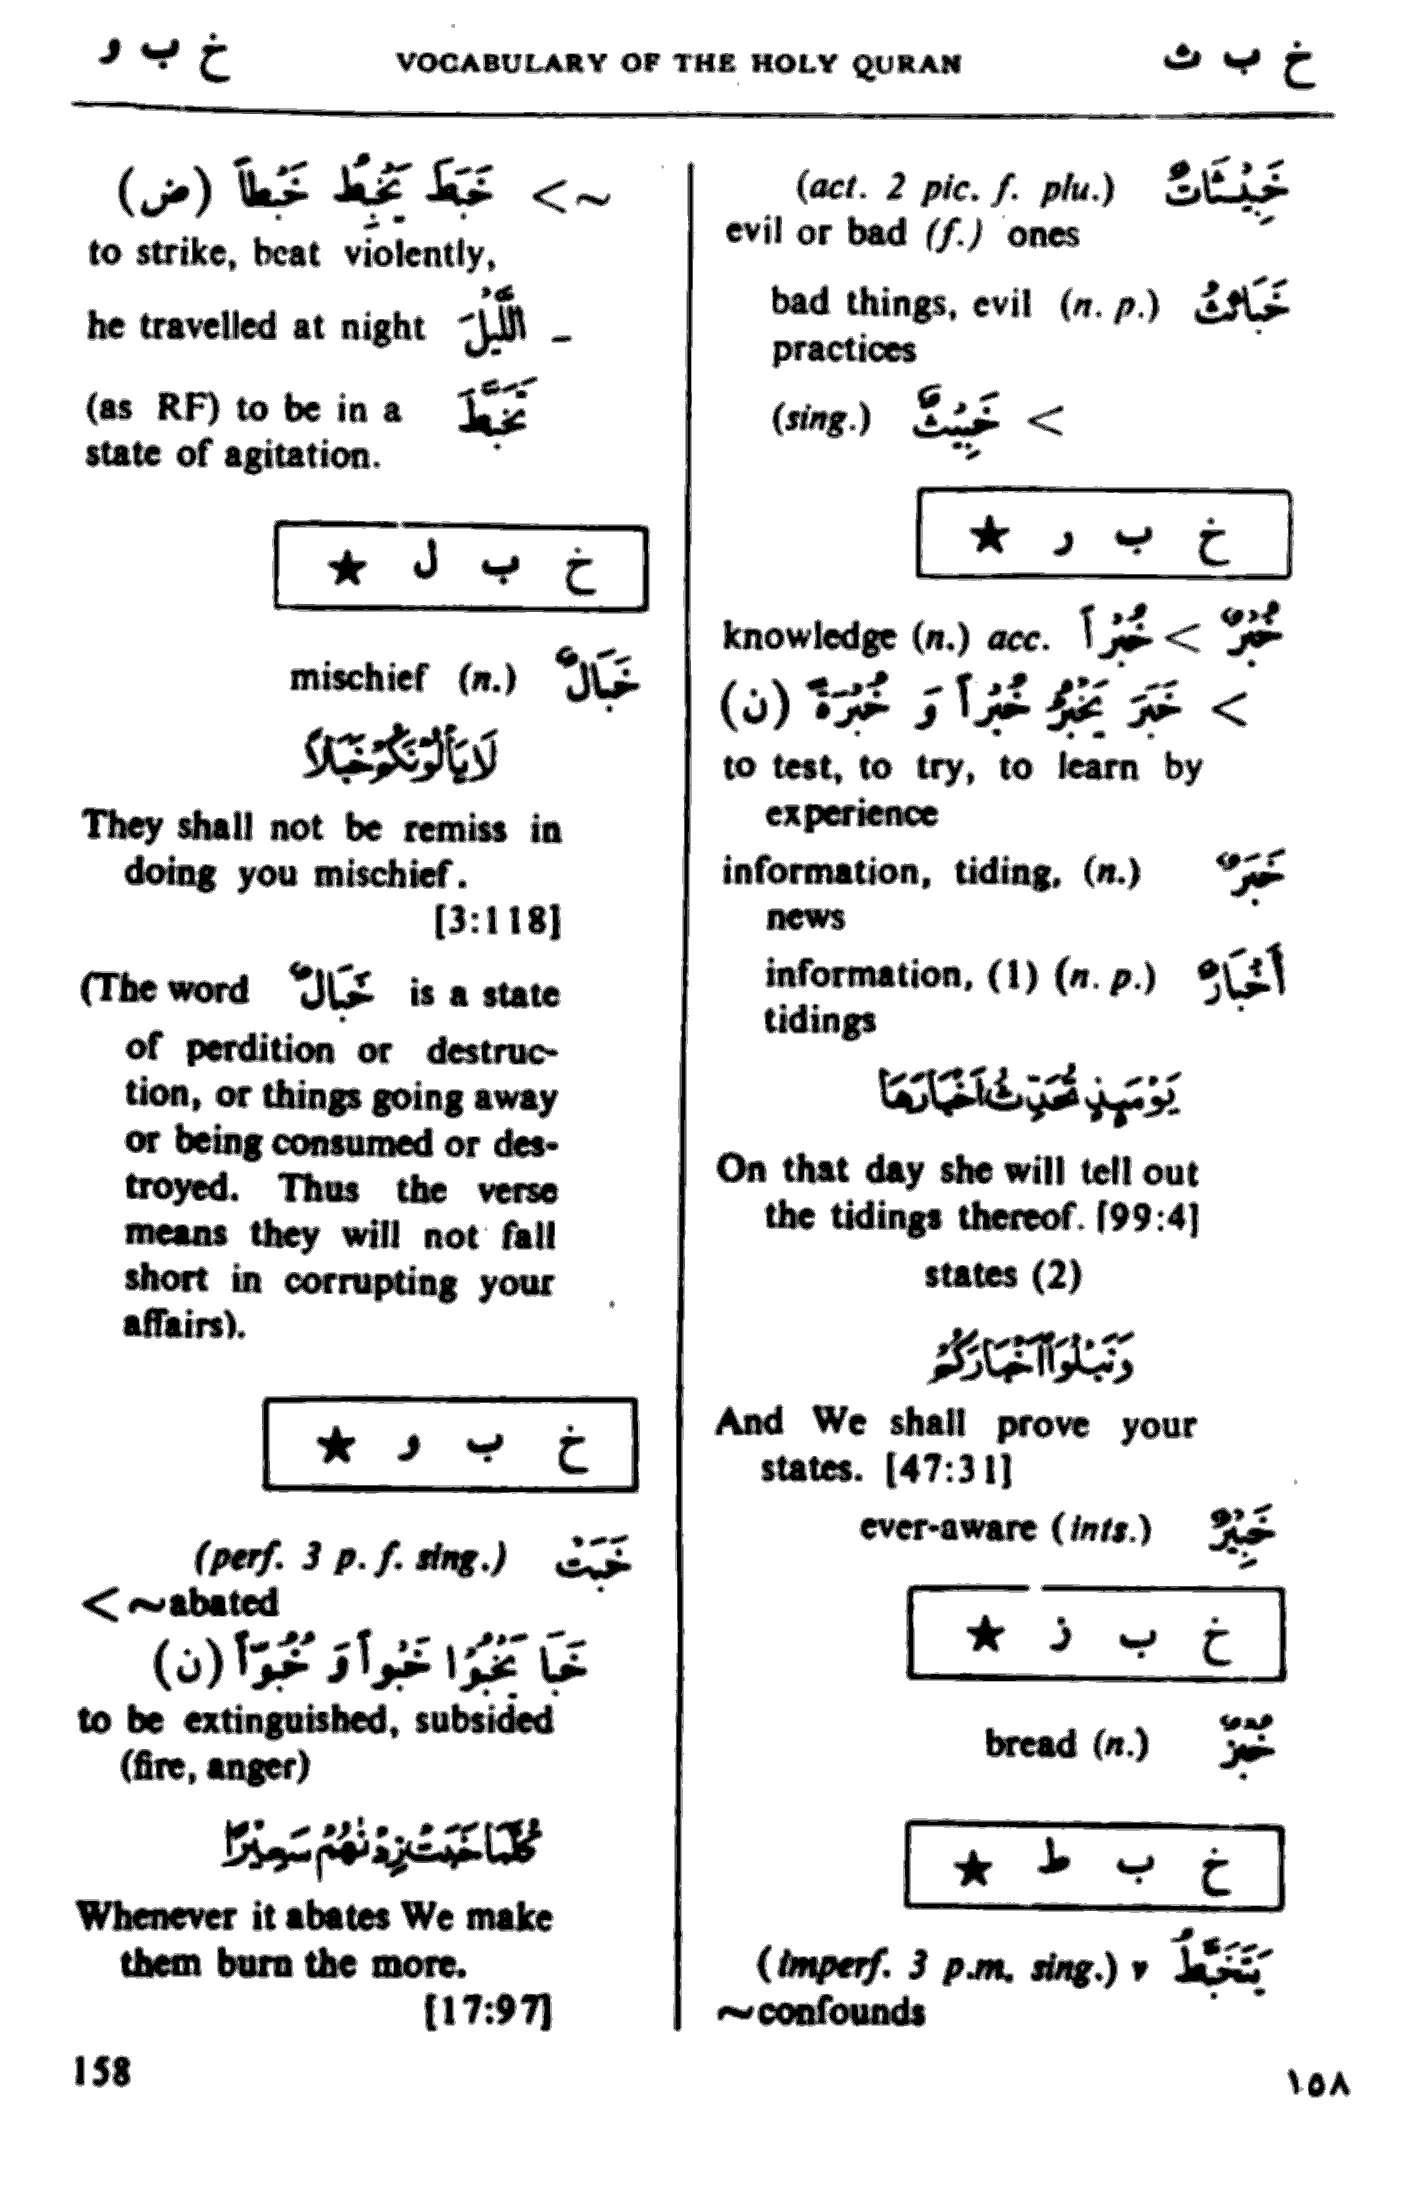 خ ب ث VOCABULARY OF THE HOLY QURAN خ ب و
خَبِيْثَاتٌ (act. 2 pic. f. plu.)
evil or bad (f.) ones
خَبَائِثُ (n. p.) bad things, evil
practices
< خَبِيْثٌ (sing.)
خ ب ر ★
خُبْرٌ > خُبْراً knowledge (n.) acc.
< خَبَرَ يَخْبُرُ خُبْراً وَ خُبْرَةً (ن)
to test, to try, to learn by
experience
خَبَرٌ information, tiding, (n.)
news
أَخْبَارٌ information, (1) (n. p.)
tidings
يَوْمَئِذٍ تُحَدِّثُ اَخْبَارَهَا
On that day she will tell out
the tidings thereof. [99:4]
states (2)
وَنَبْلُوَاْ اَخْبَارَكُمْ
And We shall prove your
states. [47:31]
خَبِيْرٌ ever-aware (ints.)
خ ب ز ★
خُبْزٌ bread (n.)
خ ب ط ★
يَتَخَبَّطُ (imperf. 3 p.m. sing.) v
~confounds
~> خَبَطَ يَخْبِطُ خَبْطاً (ض)
to strike, beat violently,
– اللَّيْلَ he travelled at night
تَخَبَّطَ (as RF) to be in a
state of agitation.
خ ب ل ★
خَبَالٌ mischief (n.)
لَا يَأْلُوْنَكُمْ خَبَالًا
They shall not be remiss in
doing you mischief.
[3:118]
(The word خَبَالٌ is a state
of perdition or destruc-
tion, or things going away
or being consumed or des-
troyed. Thus the verse
means they will not fall
short in corrupting your
affairs).
خ ب و ★
خَبَتْ (perf. 3 p. f. sing.)
< ~abated
خَبَا يَخْبُوْا خَبْواً وَ خُبُوّاً (ن)
to be extinguished, subsided
(fire, anger)
كُلَّمَا خَبَتْ زِدْنٰهُمْ سَعِيْرًا
Whenever it abates We make
them burn the more.
[17:97]
158 ١٥٨